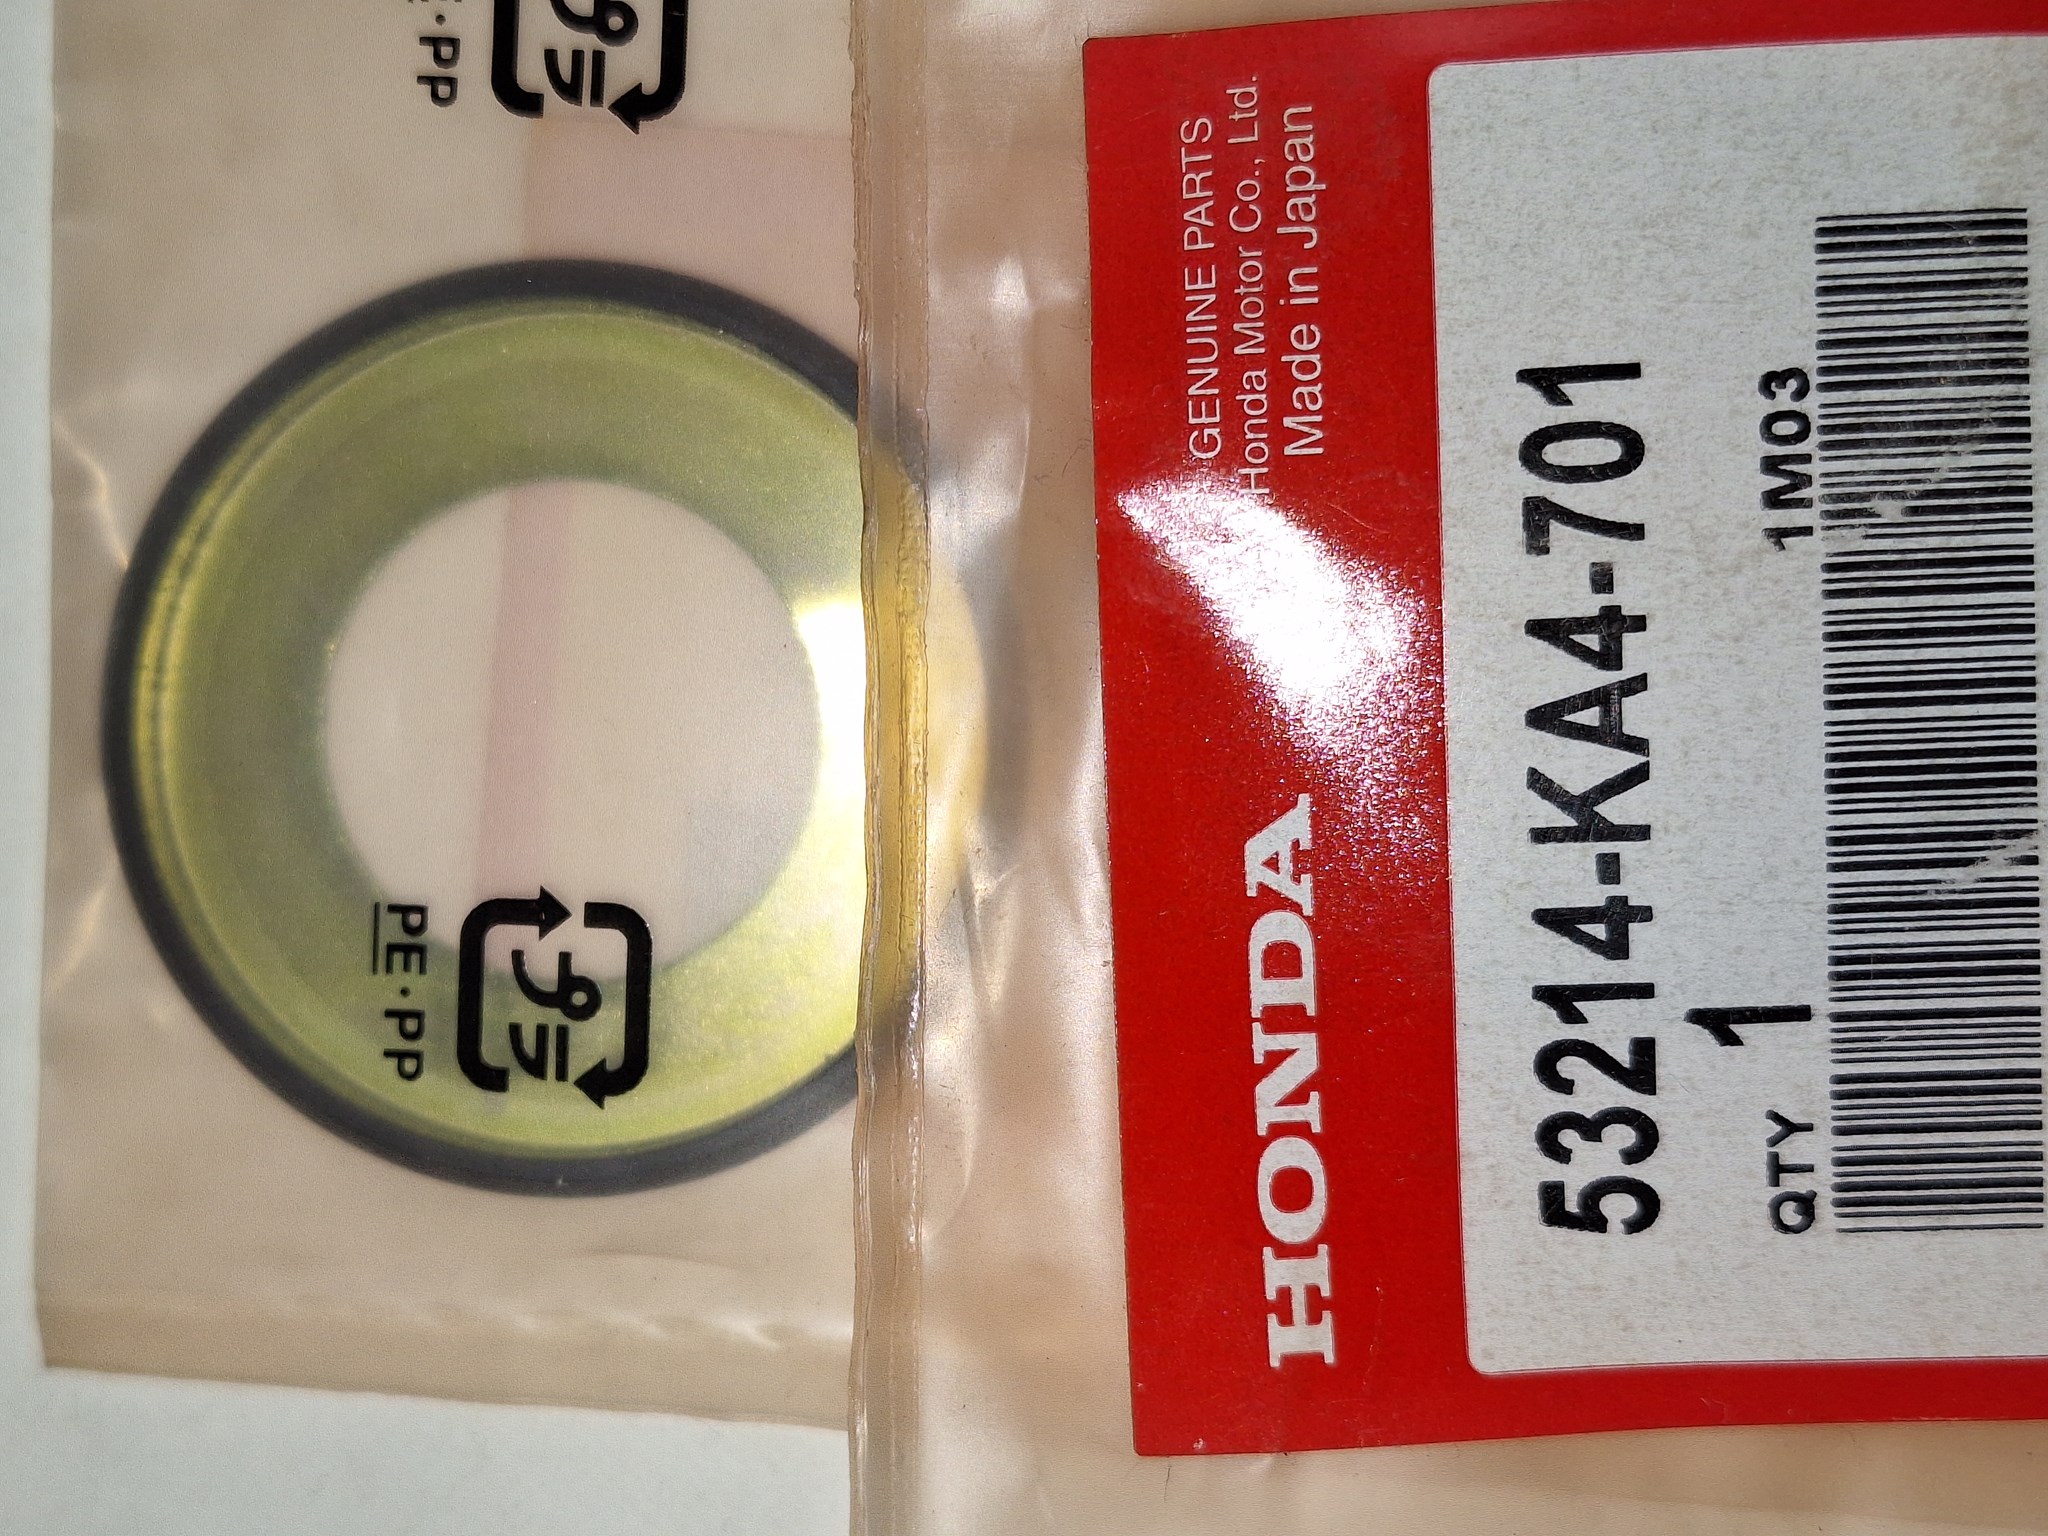 HONDA
GENUINE PARTS
Honda Motor Co., Ltd.
Made in Japan
53214-KA4-701
QTY 1
1M03
プラ
PE・PP
プラ
PP